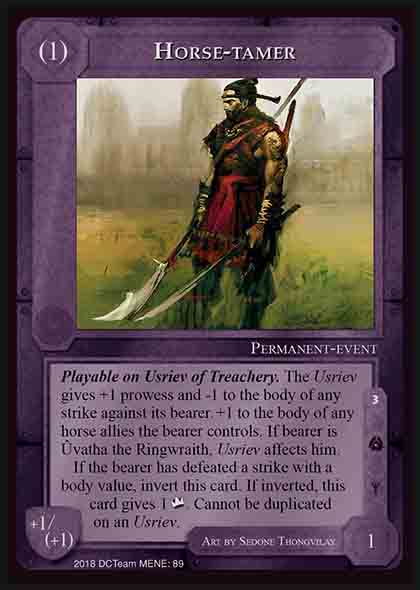 (1)
HORSE-TAMER
PERMANENT-EVENT
Playable on Usriev of Treachery. The Usriev
gives +1 prowess and -1 to the body of any
strike against its bearer. +1 to the body of any
horse allies the bearer controls. If bearer is
Ûvatha the Ringwraith, Usriev affects him.
If the bearer has defeated a strike with a
body value, invert this card. If inverted, this
card gives 1 . Cannot be duplicated
on an Usriev.
3
+1/
(+1)
ART BY SEDONE THONGVILAY
1
2018 DCTeam MENE: 89